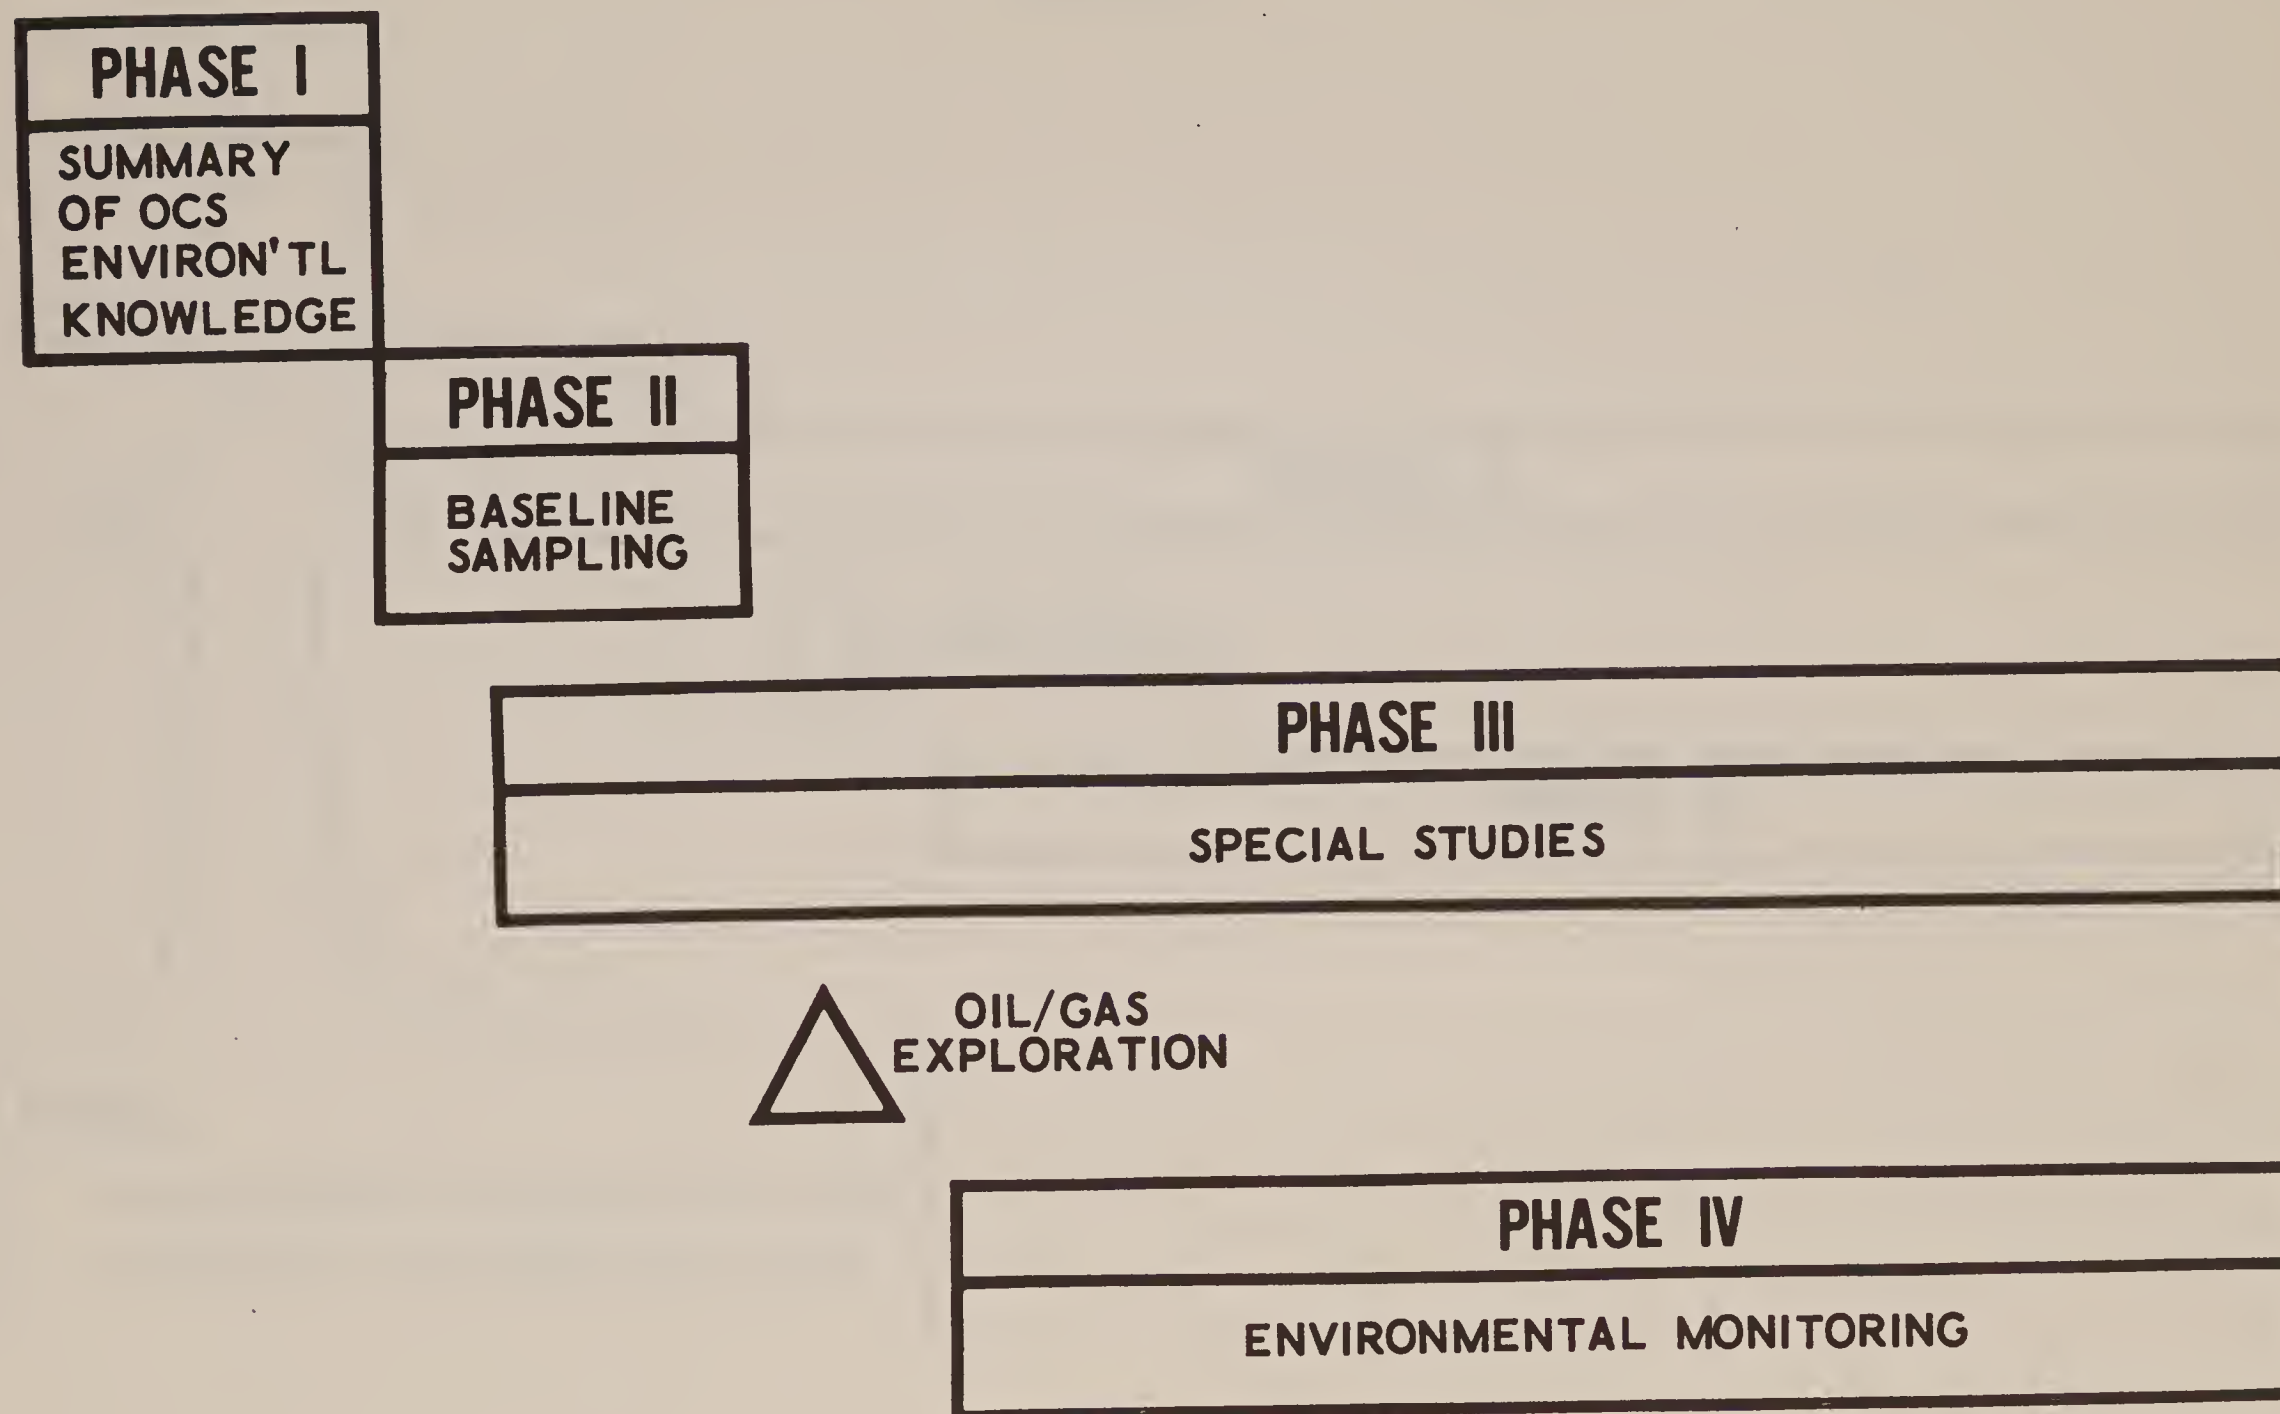 PHASE I
SUMMARY
OF OCS
ENVIRON'TL
KNOWLEDGE
PHASE II
BASELINE
SAMPLING
PHASE III
SPECIAL STUDIES
OIL/GAS
EXPLORATION
PHASE IV
ENVIRONMENTAL MONITORING